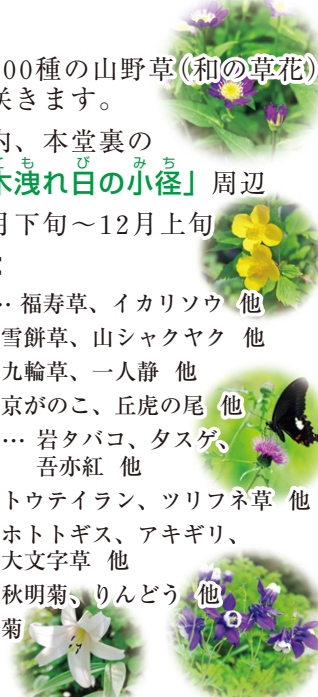 00種の山野草(和の草花)
咲きます。
内、本堂裏の
こもび みち
木洩れ日の小径」周辺
月下旬〜12月上旬
… 福寿草、イカリソウ 他
雪餅草、山シャクヤク 他
九輪草、一人静 他
京がのこ、丘虎の尾 他
… 岩タバコ、夕スゲ、
吾亦紅 他
トウテイラン、ツリフネ草 他
ホトトギス、アキギリ、
大文字草 他
秋明菊、りんどう 他
菊